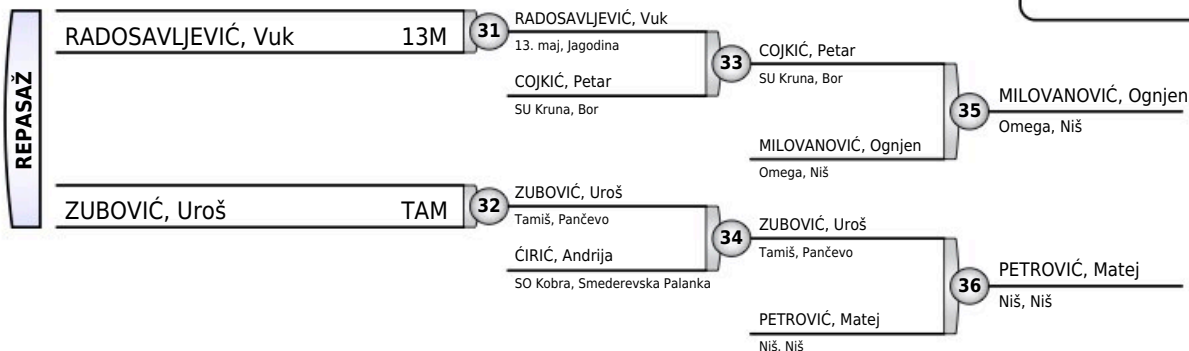 REPASAŽ
RADOSAVLJEVIĆ, Vuk 13M
31
RADOSAVLJEVIĆ, Vuk
13. maj, Jagodina
COJKIĆ, Petar
SU Kruna, Bor
33
COJKIĆ, Petar
SU Kruna, Bor
MILOVANOVIĆ, Ognjen
Omega, Niš
35
MILOVANOVIĆ, Ognjen
Omega, Niš
ZUBOVIĆ, Uroš TAM
32
ZUBOVIĆ, Uroš
Tamiš, Pančevo
ĆIRIĆ, Andrija
SO Kobra, Smederevska Palanka
34
ZUBOVIĆ, Uroš
Tamiš, Pančevo
PETROVIĆ, Matej
Niš, Niš
36
PETROVIĆ, Matej
Niš, Niš